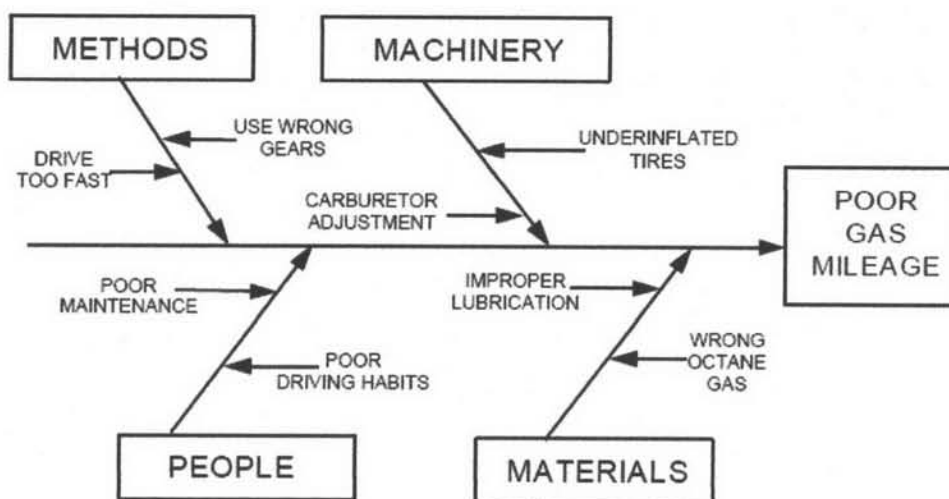 METHODS
MACHINERY
USE WRONG
GEARS
DRIVE
TOO FAST
UNDERINFLATED
TIRES
CARBURETOR
ADJUSTMENT
POOR
GAS
MILEAGE
POOR
MAINTENANCE
IMPROPER
LUBRICATION
POOR
DRIVING HABITS
WRONG
OCTANE
GAS
PEOPLE
MATERIALS